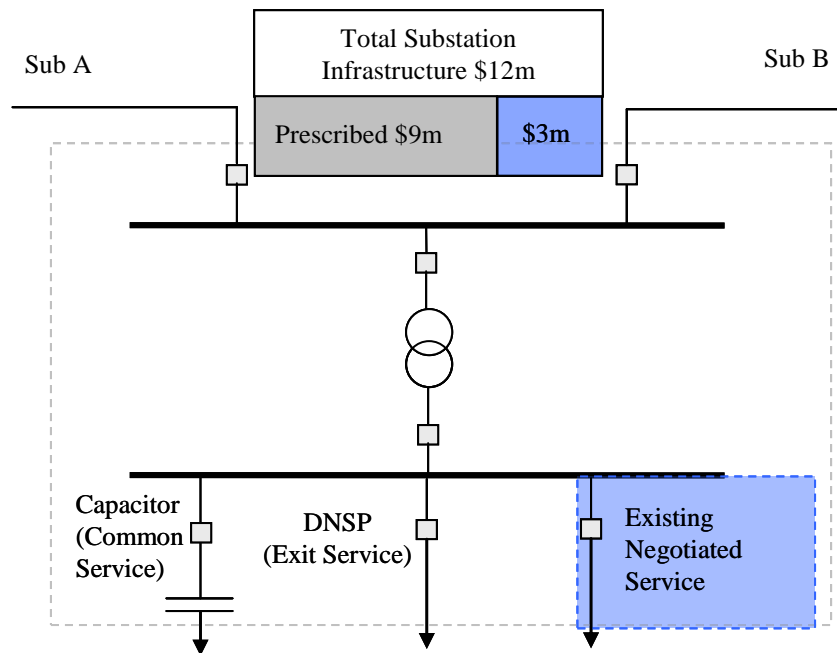 Total Substation
Infrastructure $12m
Sub A
Sub B
Prescribed $9m
$3m
Capacitor
(Common
Service)
DNSP
(Exit Service)
Existing
Negotiated
Service